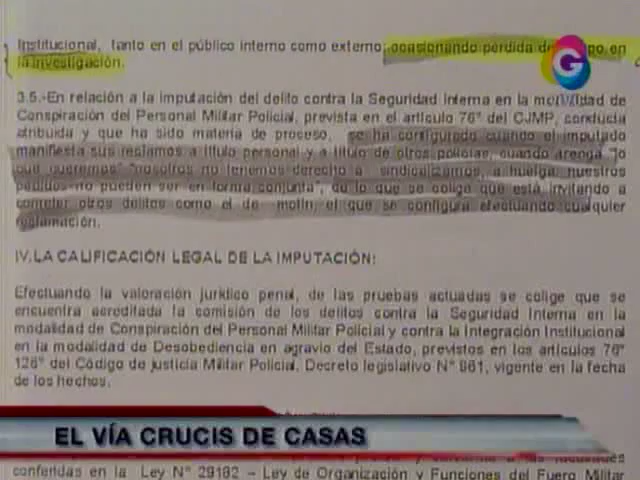 Institucional, tanto en el público interno como externo, ocasionando perdida de en
la investigación.
3.5.-En relación a la imputación del delito contra la Seguridad Interna en la modalidad de
Conspiración del Personal Militar Policial, prevista en el artículo 76° del CJMP, conducta
atribuida y que ha sido materia de proceso, se ha configurado cuando el imputado
manifiesta sus reclamos a título personal y a título de otros policías, cuando arenga "lo
que queremos" "nosotros no tenemos derecho a sindicalizarnos, a huelga, nuestros
pedidos no pueden ser en forma conjunta", de lo que se colige que está invitando a
cometer otros delitos como el de motín, el que se configura efectuando cualquier
reclamación.
IV.LA CALIFICACIÓN LEGAL DE LA IMPUTACIÓN:
Efectuando la valoración jurídico penal, de las pruebas actuadas se colige que se
encuentra acreditada la comisión de los delitos contra la Seguridad Interna en la
modalidad de Conspiración del Personal Militar Policial y contra la Integración Institucional
en la modalidad de Desobediencia en agravio del Estado, previstos en los artículos 76°
126° del Código de justicia Militar Policial, Decreto legislativo N° 961, vigente en la fecha
de los hechos.
EL VÍA CRUCIS DE CASAS
conferidas en la Ley N° 29182 – Ley de Organización y Funciones del Fuero Militar
G